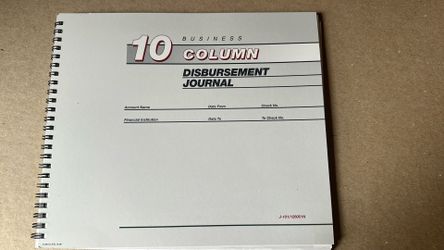 BUSINESS
10 COLUMN
DISBURSEMENT
JOURNAL
Account Name Date From Check No.
Financial Institution Date To To Check No.